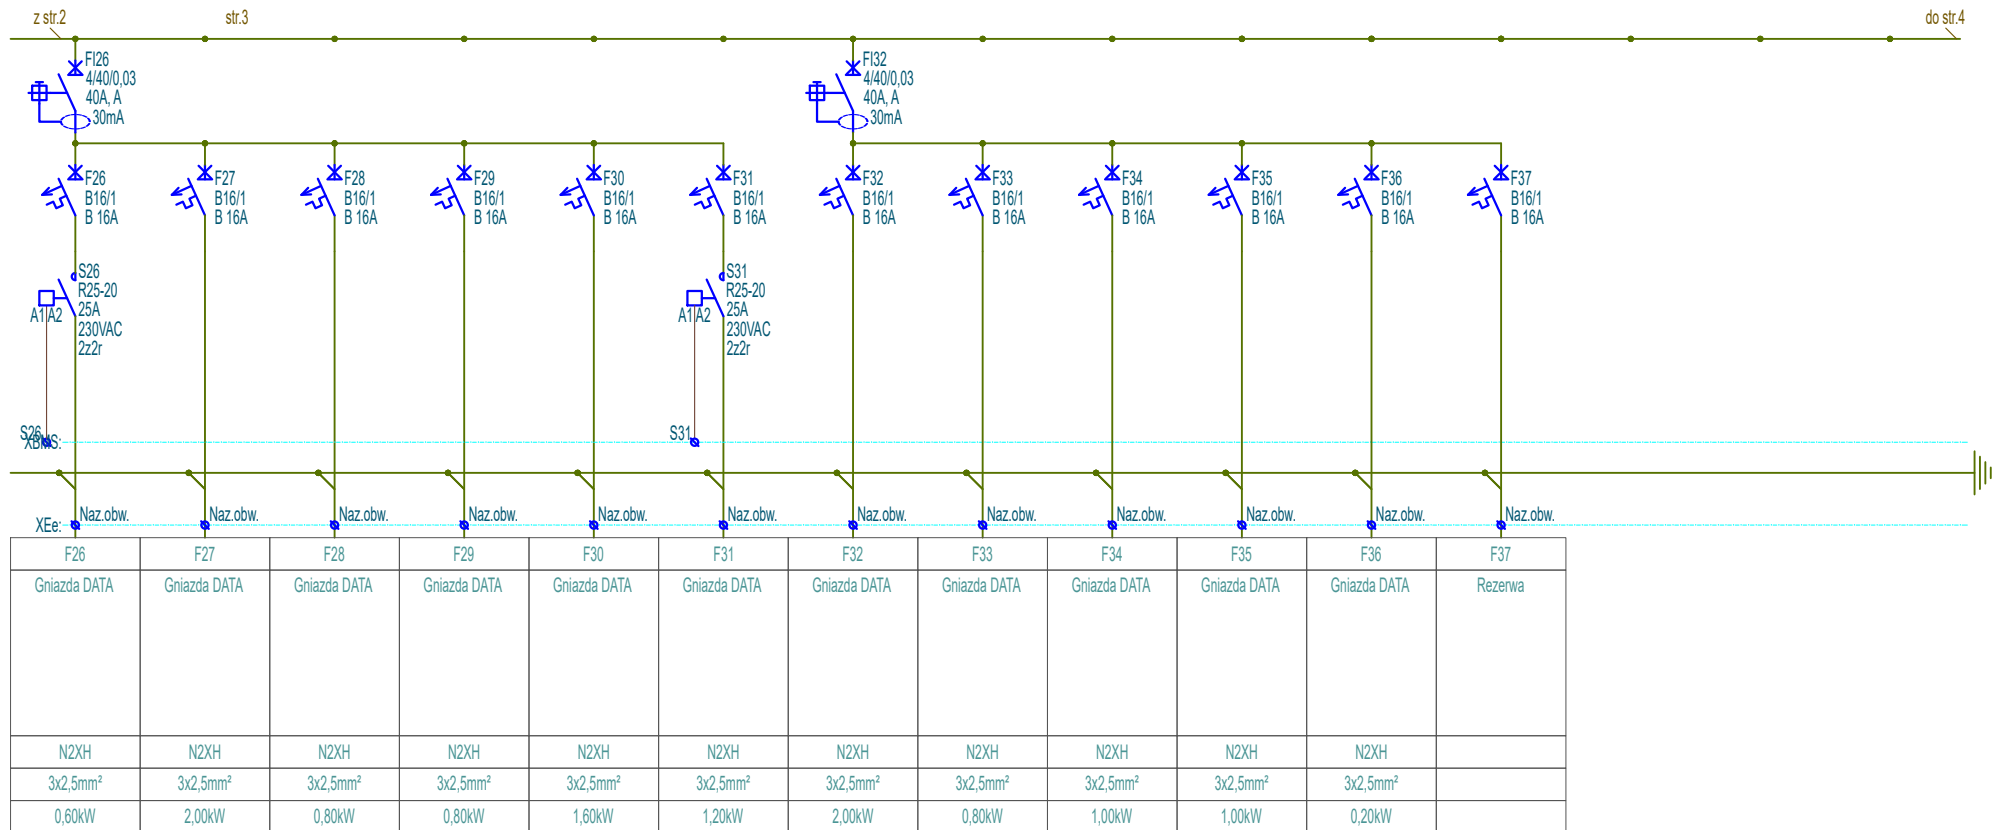 z str.2
str.3
do str.4
FI26
4/40/0,03
40A, A
30mA
FI32
4/40/0,03
40A, A
30mA
F26
B16/1
B 16A
F27
B16/1
B 16A
F28
B16/1
B 16A
F29
B16/1
B 16A
F30
B16/1
B 16A
F31
B16/1
B 16A
F32
B16/1
B 16A
F33
B16/1
B 16A
F34
B16/1
B 16A
F35
B16/1
B 16A
F36
B16/1
B 16A
F37
B16/1
B 16A
S26
R25-20
25A
230VAC
2z2r
A1 A2
S31
R25-20
25A
230VAC
2z2r
A1 A2
S26
XBMS:
S31
XEe:
Naz.obw. Naz.obw. Naz.obw. Naz.obw. Naz.obw. Naz.obw. Naz.obw. Naz.obw. Naz.obw. Naz.obw. Naz.obw. Naz.obw.
F26 F27 F28 F29 F30 F31 F32 F33 F34 F35 F36 F37
Gniazda DATA Gniazda DATA Gniazda DATA Gniazda DATA Gniazda DATA Gniazda DATA Gniazda DATA Gniazda DATA Gniazda DATA Gniazda DATA Gniazda DATA Rezerwa
N2XH N2XH N2XH N2XH N2XH N2XH N2XH N2XH N2XH N2XH N2XH
3x2,5mm² 3x2,5mm² 3x2,5mm² 3x2,5mm² 3x2,5mm² 3x2,5mm² 3x2,5mm² 3x2,5mm² 3x2,5mm² 3x2,5mm² 3x2,5mm²
0,60kW 2,00kW 0,80kW 0,80kW 1,60kW 1,20kW 2,00kW 0,80kW 1,00kW 1,00kW 0,20kW